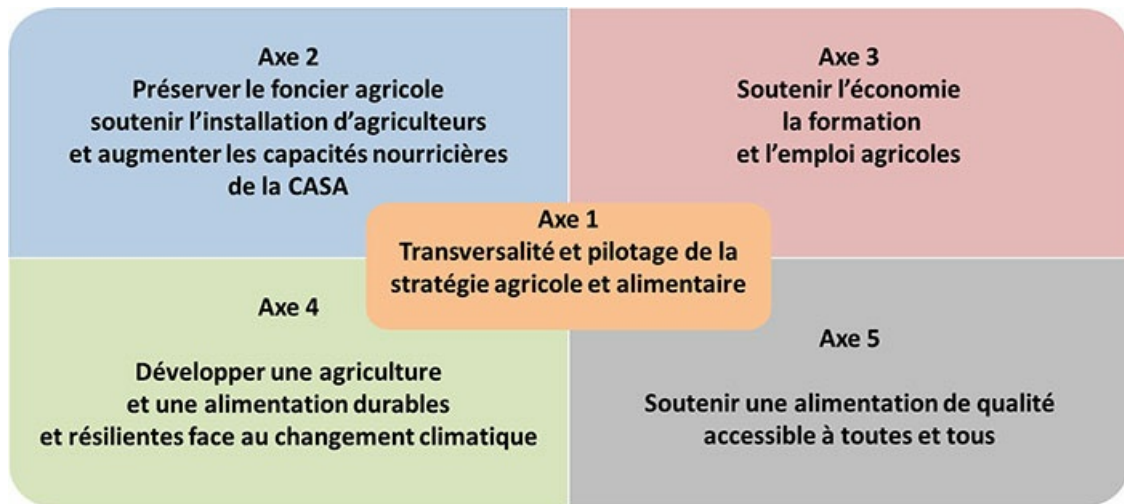 Axe 2
Préserver le foncier agricole
soutenir l'installation d'agriculteurs
et augmenter les capacités nourricières
de la CASA
Axe 3
Soutenir l'économie
la formation
et l'emploi agricoles
Axe 1
Transversalité et pilotage de la
stratégie agricole et alimentaire
Axe 4
Développer une agriculture
et une alimentation durables
et résilientes face au changement climatique
Axe 5
Soutenir une alimentation de qualité
accessible à toutes et tous